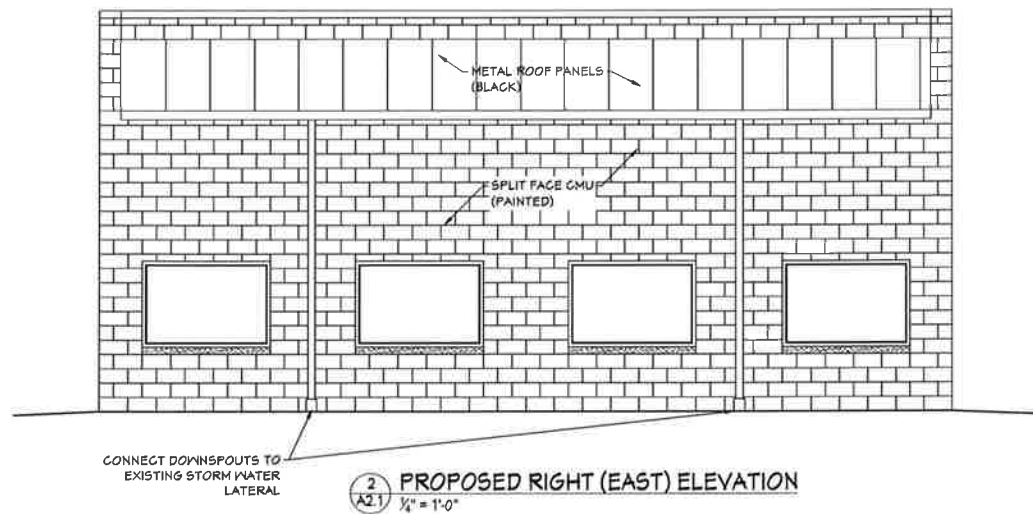 METAL ROOF PANELS
(BLACK)
SPLIT FACE CMU
(PAINTED)
CONNECT DOWNSPOUTS TO
EXISTING STORM WATER
LATERAL
2
A2.1
PROPOSED RIGHT (EAST) ELEVATION
¼" = 1'-0"